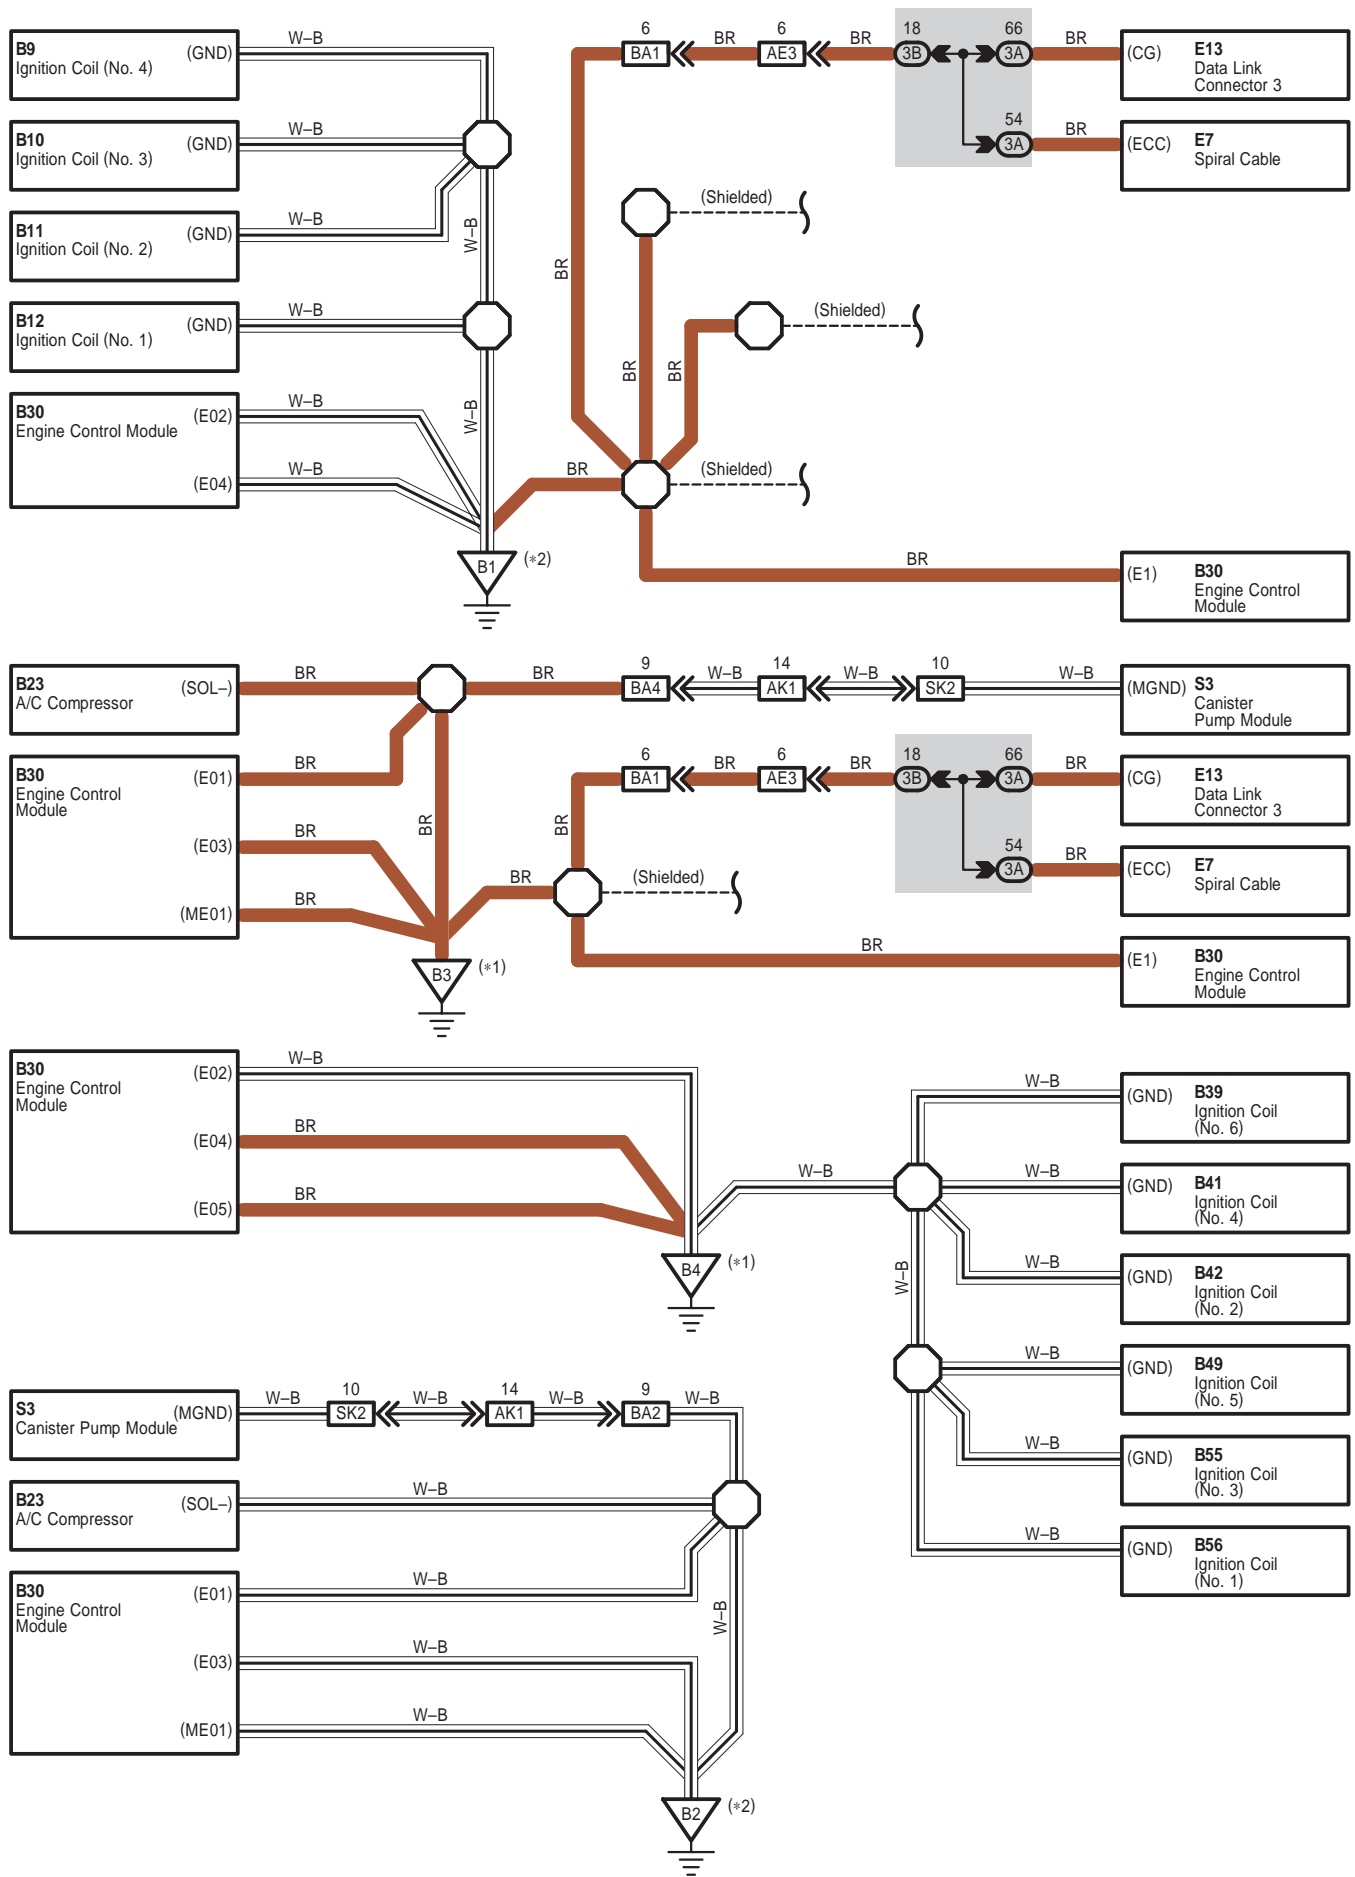 B9
Ignition Coil (No. 4)
(GND)
W–B
B10
Ignition Coil (No. 3)
(GND)
W–B
B11
Ignition Coil (No. 2)
(GND)
W–B
W–B
B12
Ignition Coil (No. 1)
(GND)
W–B
B30
Engine Control Module
(E02)
W–B
(E04)
W–B
W–B
B1
(∗2)
BR
BR
BR
BR
6
BA1
BR
6
AE3
BR
18
3B
66
3A
BR
(CG)
E13
Data Link
Connector 3
54
3A
BR
(ECC)
E7
Spiral Cable
(Shielded)
(Shielded)
(Shielded)
BR
(E1)
B30
Engine Control
Module
B23
A/C Compressor
(SOL–)
BR
BR
9
BA4
W–B
14
AK1
W–B
10
SK2
W–B
(MGND)
S3
Canister
Pump Module
B30
Engine Control
Module
(E01)
BR
(E03)
BR
(ME01)
BR
BR
B3
(∗1)
BR
BR
6
BA1
BR
6
AE3
BR
18
3B
66
3A
BR
(CG)
E13
Data Link
Connector 3
54
3A
BR
(ECC)
E7
Spiral Cable
(Shielded)
BR
(E1)
B30
Engine Control
Module
B30
Engine Control
Module
(E02)
W–B
(E04)
BR
(E05)
BR
B4
(∗1)
W–B
W–B
W–B
(GND)
B39
Ignition Coil
(No. 6)
W–B
(GND)
B41
Ignition Coil
(No. 4)
W–B
(GND)
B42
Ignition Coil
(No. 2)
W–B
(GND)
B49
Ignition Coil
(No. 5)
W–B
(GND)
B55
Ignition Coil
(No. 3)
W–B
(GND)
B56
Ignition Coil
(No. 1)
S3
Canister Pump Module
(MGND)
W–B
10
SK2
W–B
14
AK1
W–B
9
BA2
W–B
B23
A/C Compressor
(SOL–)
W–B
B30
Engine Control
Module
(E01)
W–B
(E03)
W–B
(ME01)
W–B
W–B
B2
(∗2)